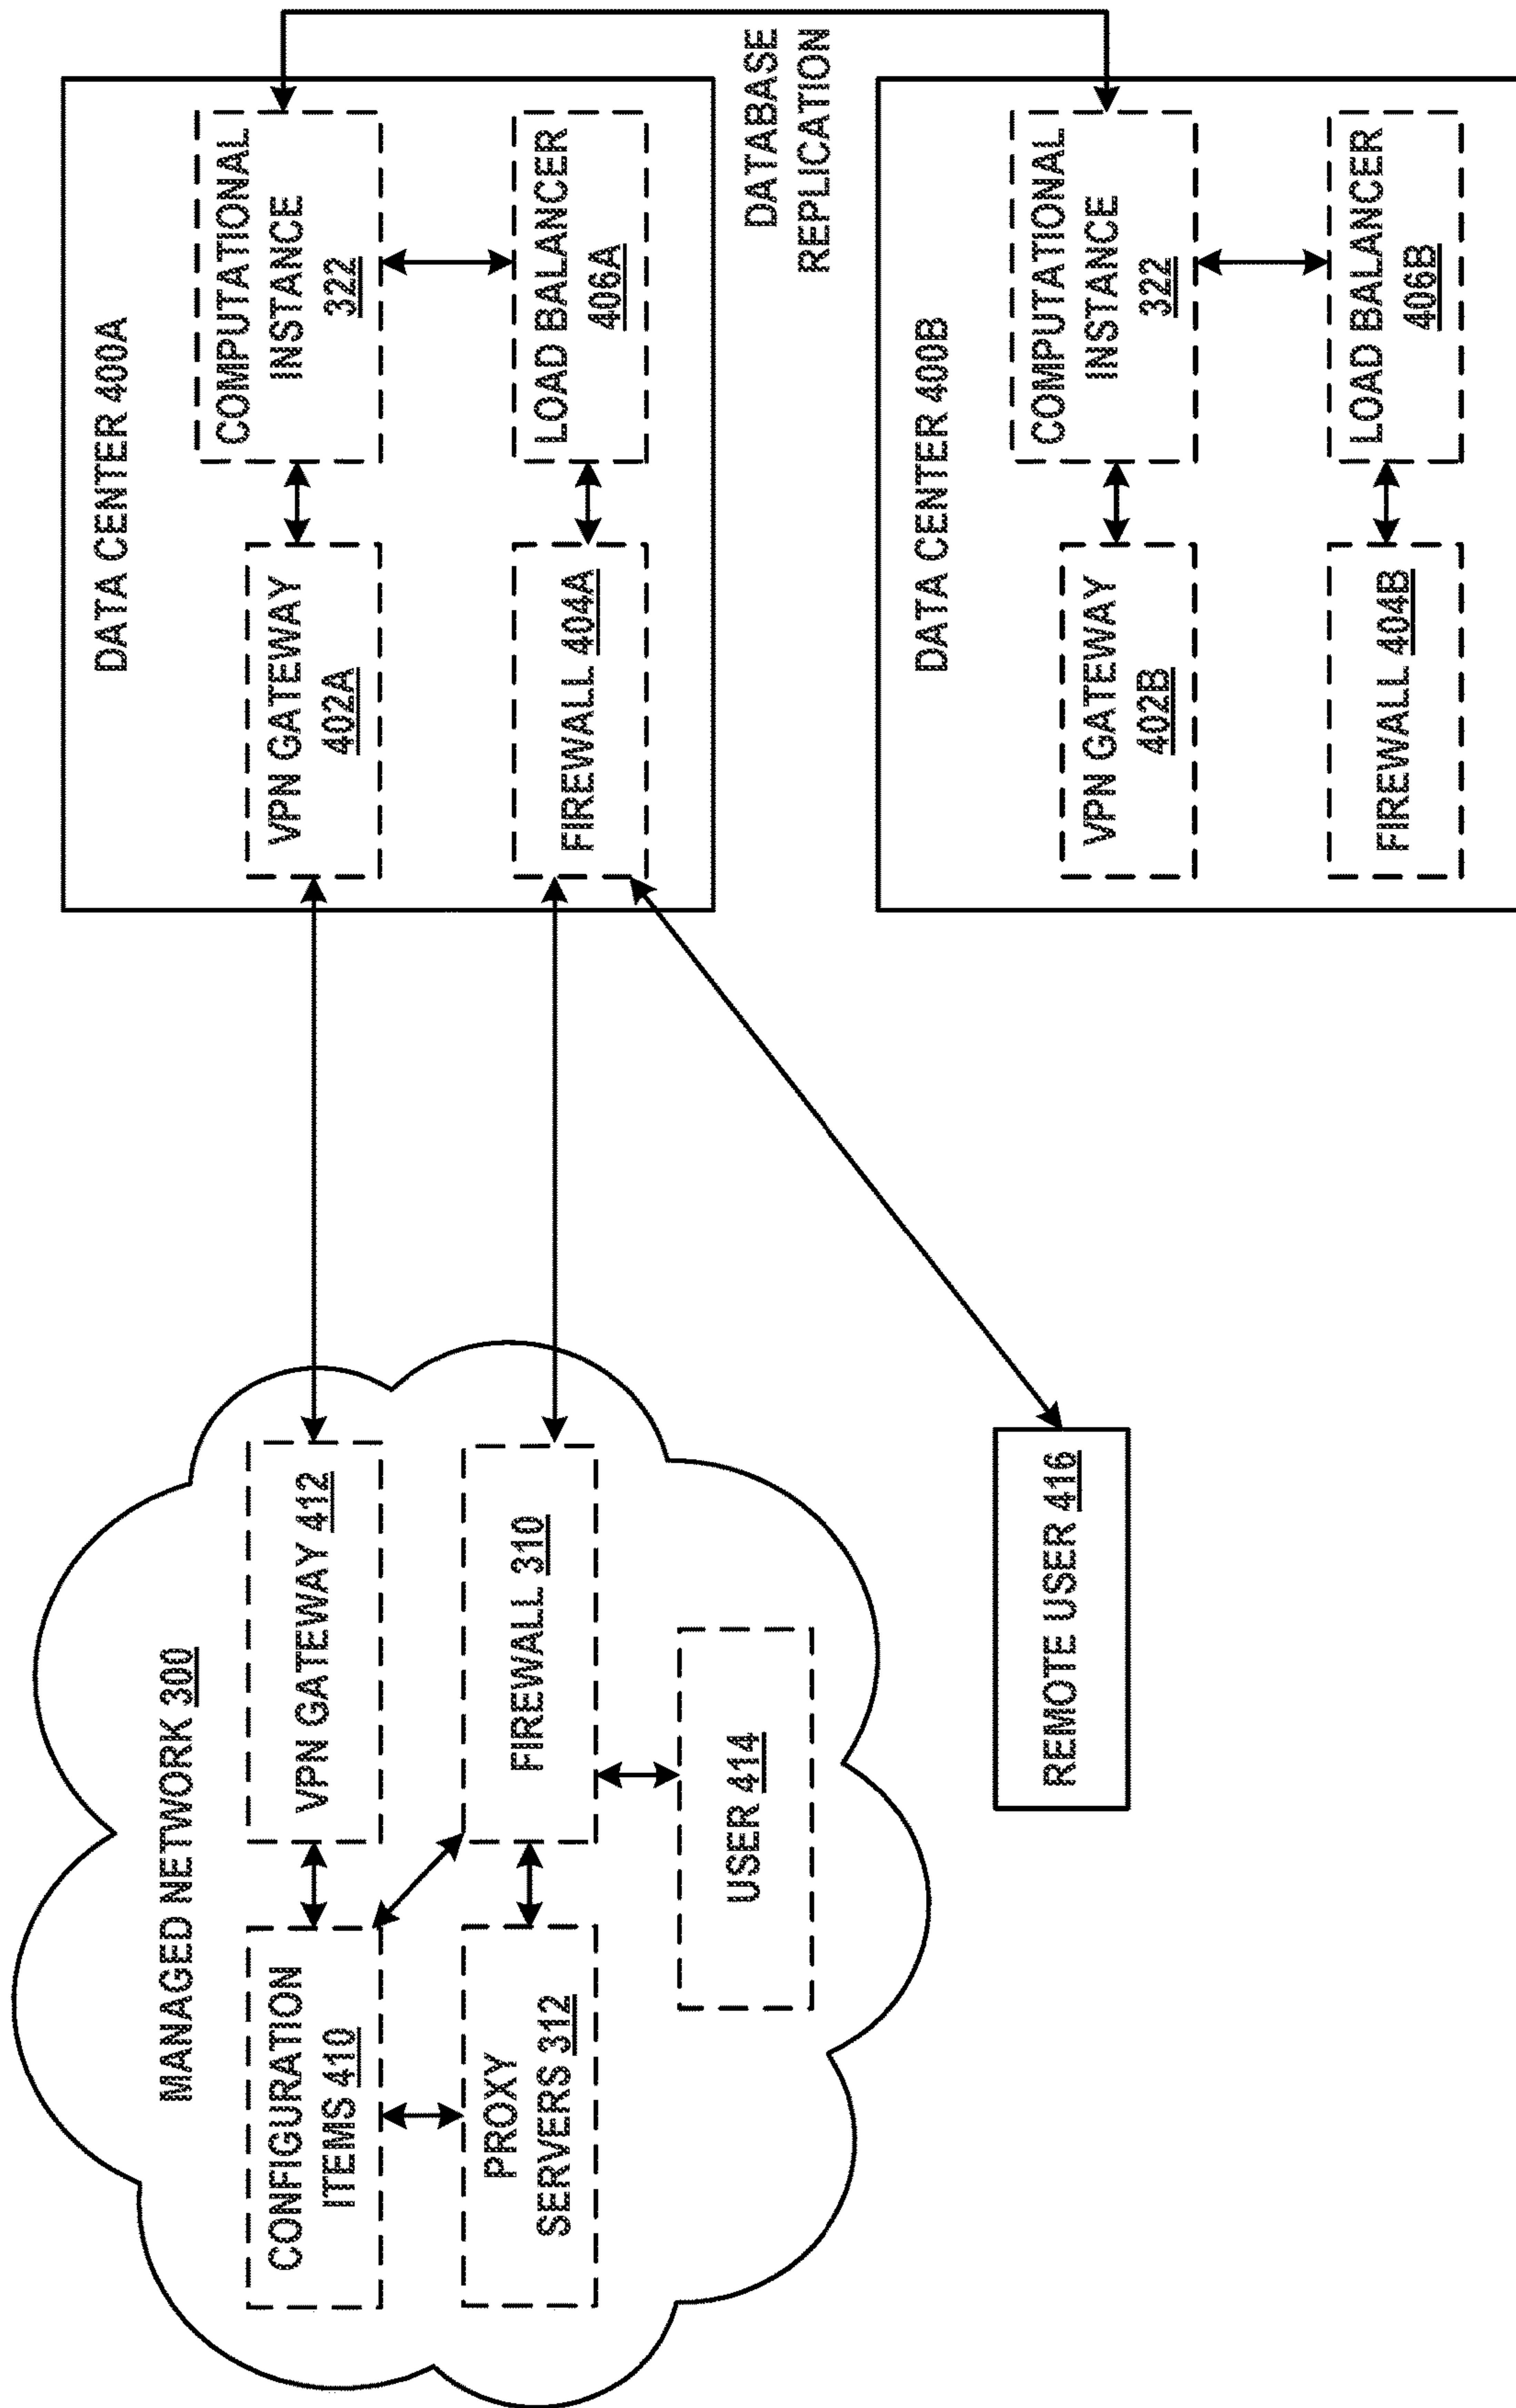 MANAGED NETWORK 300
CONFIGURATION
ITEMS 410
VPN GATEWAY 412
PROXY
SERVERS 312
FIREWALL 310
USER 414
REMOTE USER 416
DATA CENTER 400A
VPN GATEWAY
402A
COMPUTATIONAL
INSTANCE
322
FIREWALL 404A
LOAD BALANCER
406A
DATABASE
REPLICATION
DATA CENTER 400B
VPN GATEWAY
402B
COMPUTATIONAL
INSTANCE
322
FIREWALL 404B
LOAD BALANCER
406B